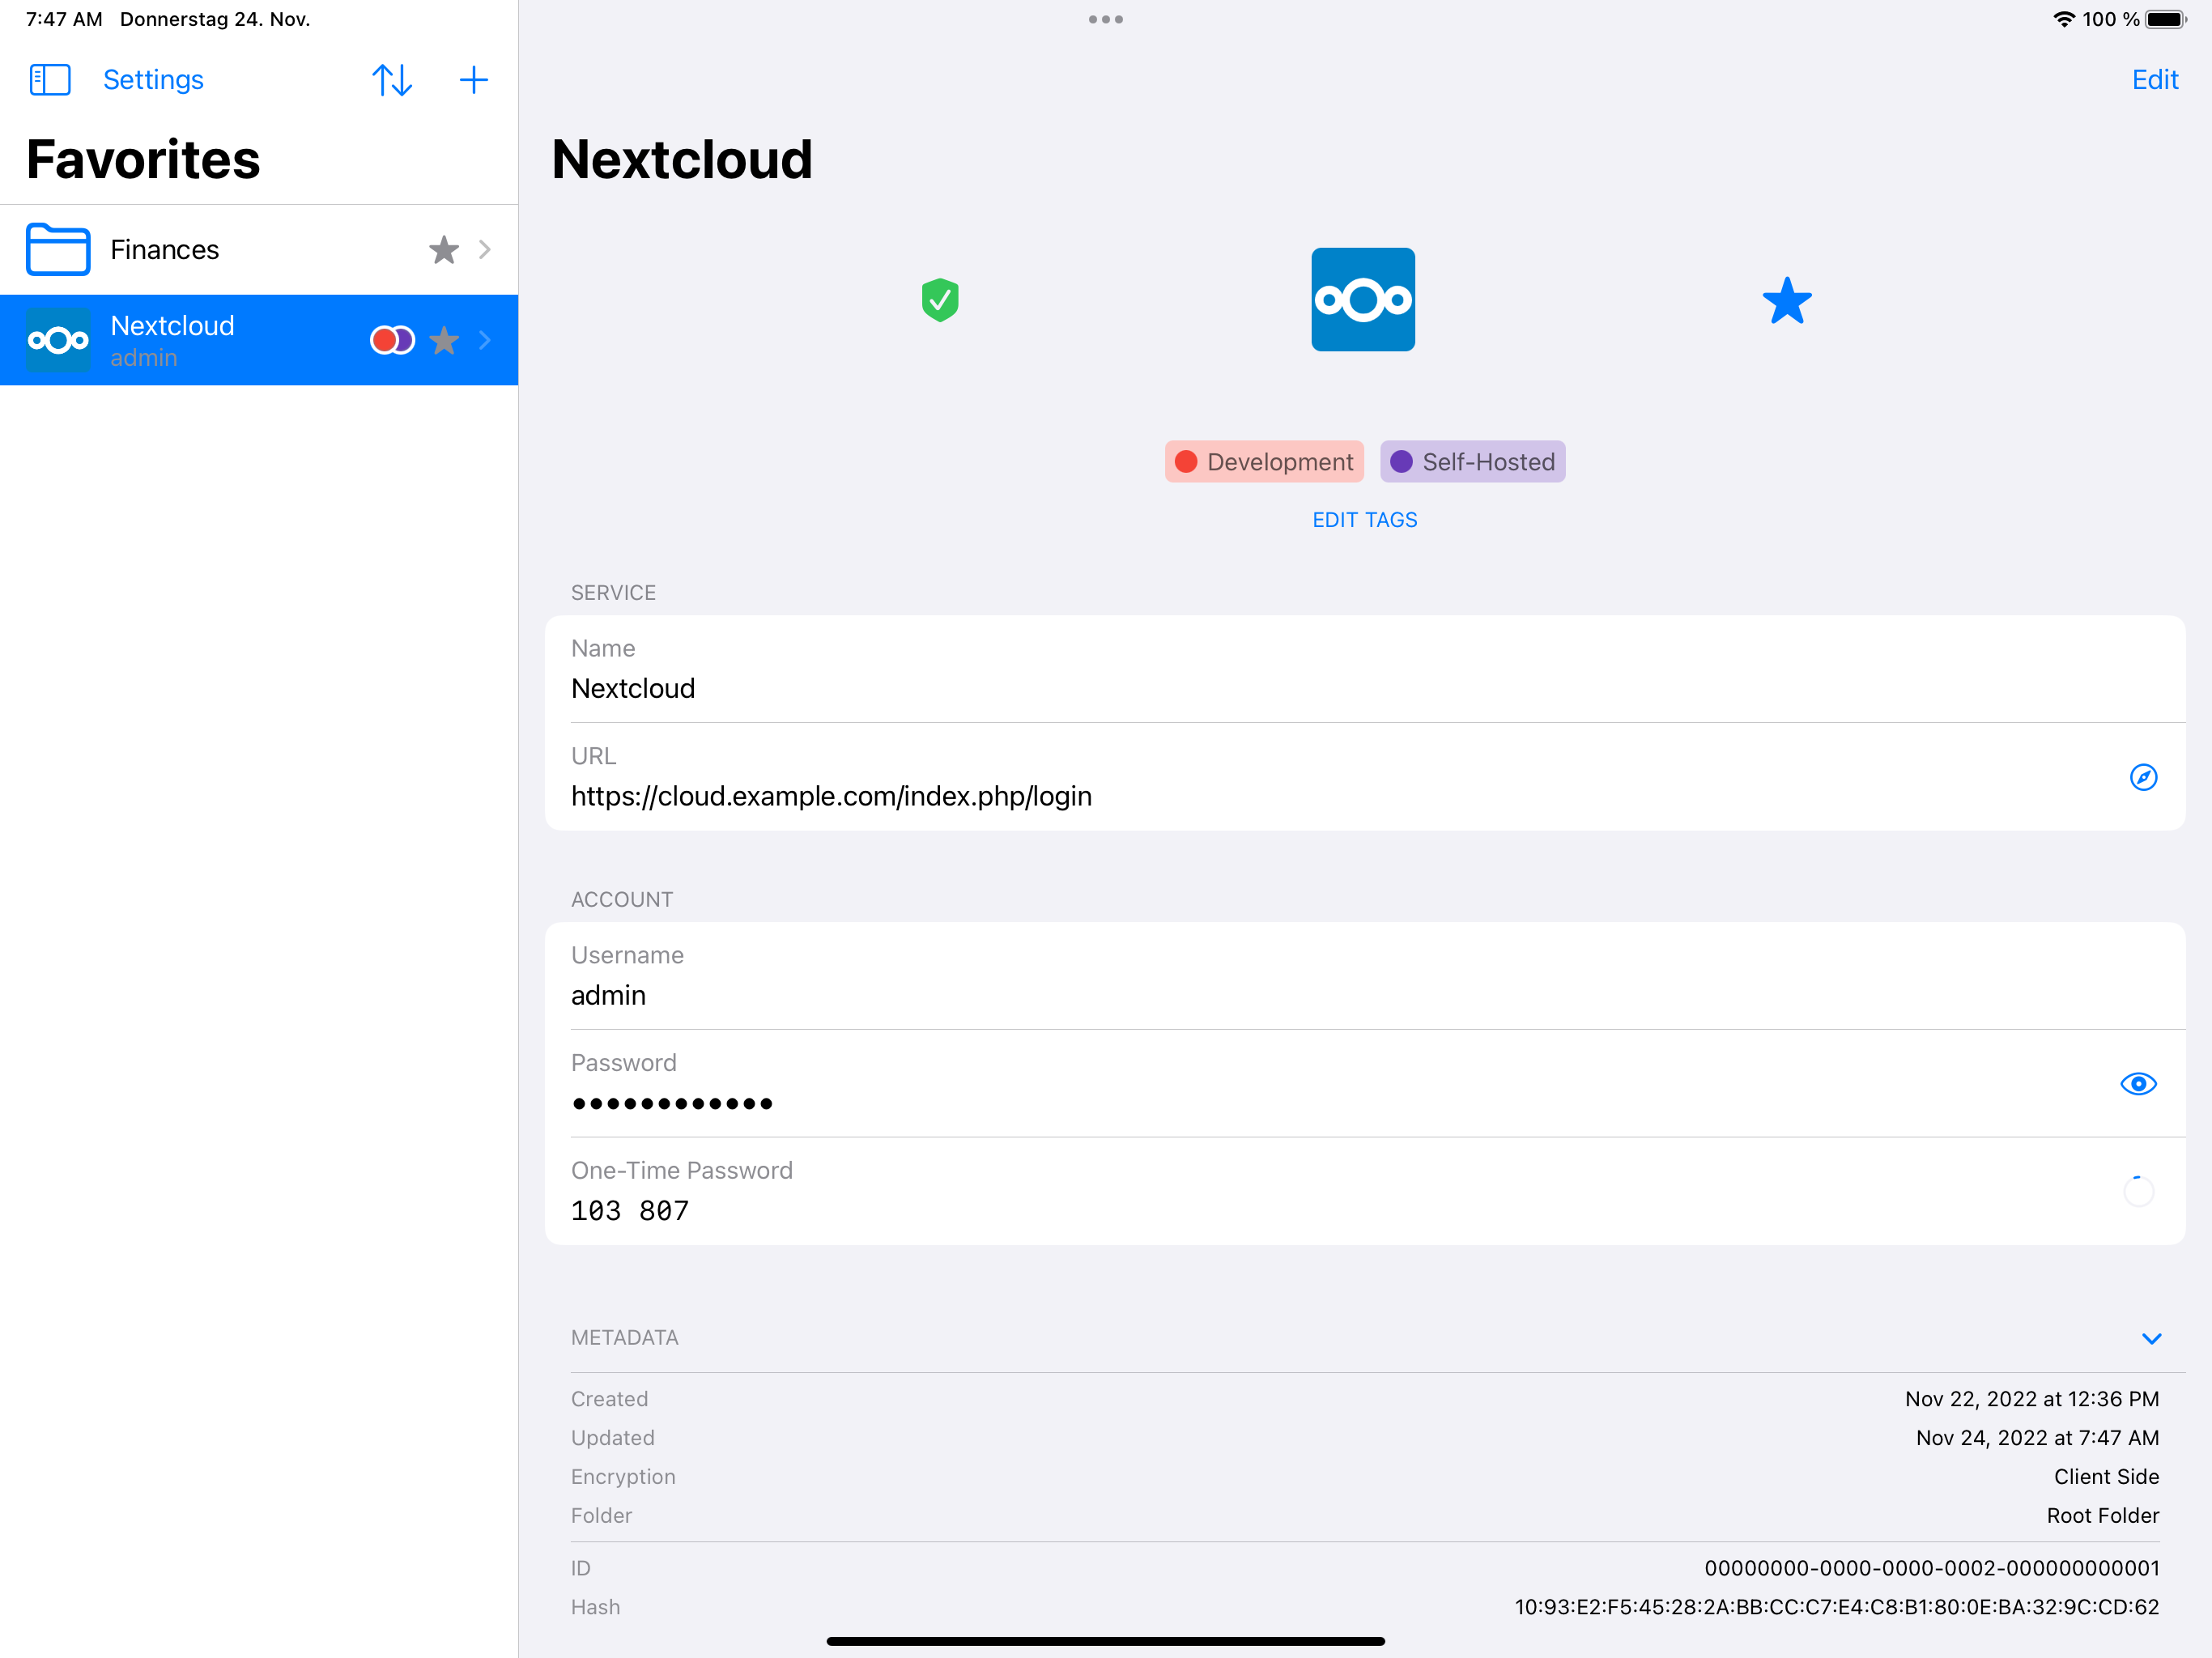 7:47 AM Donnerstag 24. Nov.
100 %
Settings
Edit
Favorites
Finances
Nextcloud
admin
Nextcloud
Development
Self-Hosted
EDIT TAGS
SERVICE
Name
Nextcloud
URL
https://cloud.example.com/index.php/login
ACCOUNT
Username
admin
Password
••••••••••••
One-Time Password
103 807
METADATA
Created Nov 22, 2022 at 12:36 PM
Updated Nov 24, 2022 at 7:47 AM
Encryption Client Side
Folder Root Folder
ID 00000000-0000-0000-0002-000000000001
Hash 10:93:E2:F5:45:28:2A:BB:CC:C7:E4:C8:B1:80:0E:BA:32:9C:CD:62